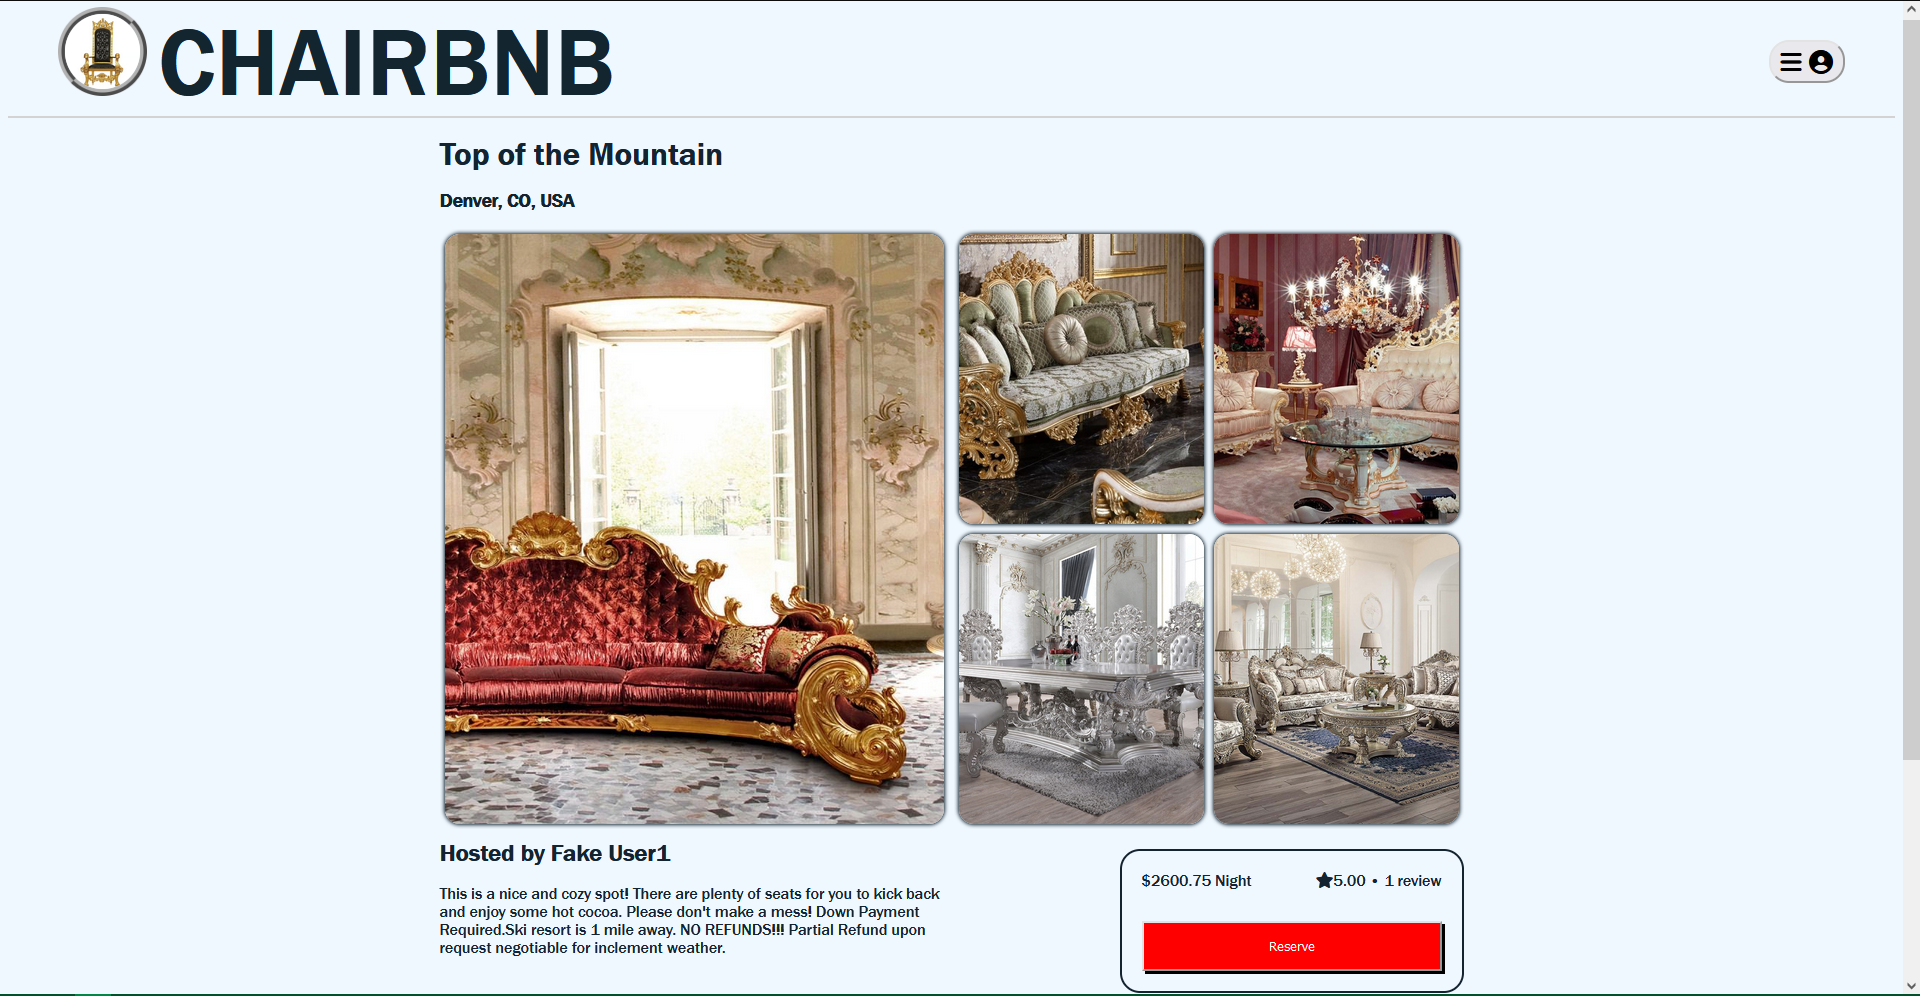 CHAIRBNB
Top of the Mountain
Denver, CO, USA
Hosted by Fake User1
This is a nice and cozy spot! There are plenty of seats for you to kick back
and enjoy some hot cocoa. Please don't make a mess! Down Payment
Required.Ski resort is 1 mile away. NO REFUNDS!!! Partial Refund upon
request negotiable for inclement weather.
$2600.75 Night
5.00 • 1 review
Reserve